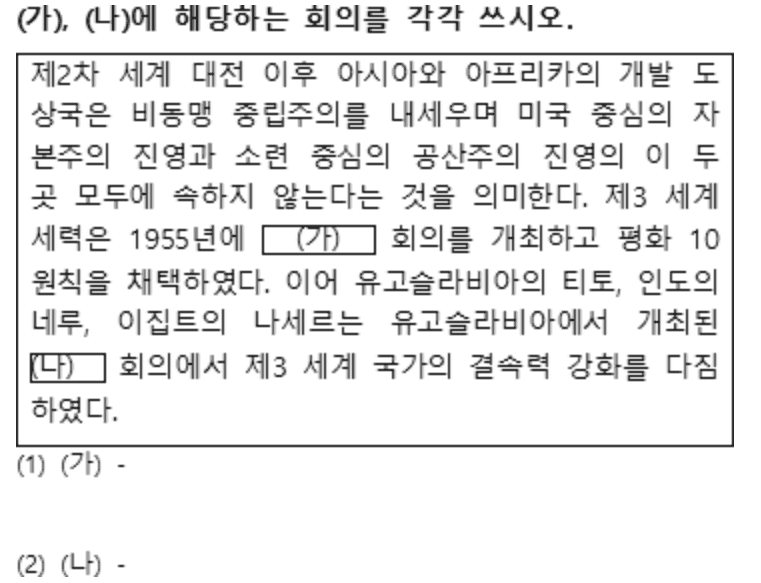 (가), (나)에 해당하는 회의를 각각 쓰시오.
제2차 세계 대전 이후 아시아와 아프리카의 개발 도
상국은 비동맹 중립주의를 내세우며 미국 중심의 자
본주의 진영과 소련 중심의 공산주의 진영의 이 두
곳 모두에 속하지 않는다는 것을 의미한다. 제3 세계
세력은 1955년에 (가) 회의를 개최하고 평화 10
원칙을 채택하였다. 이어 유고슬라비아의 티토, 인도의
네루, 이집트의 나세르는 유고슬라비아에서 개최된
(나) 회의에서 제3 세계 국가의 결속력 강화를 다짐
하였다.
(1) (가) -
(2) (나) -